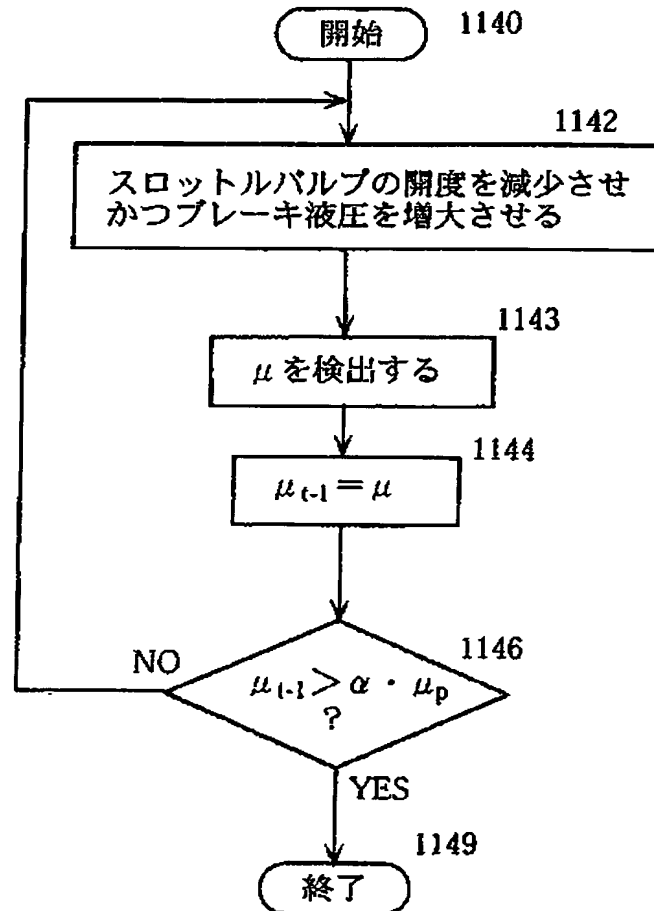 開始
1140
1142
スロットルバルブの開度を減少させ
かつブレーキ液圧を増大させる
1143
μを検出する
1144
μt-1＝μ
1146
NO
μt-1＞α・μp
?
YES
1149
終了